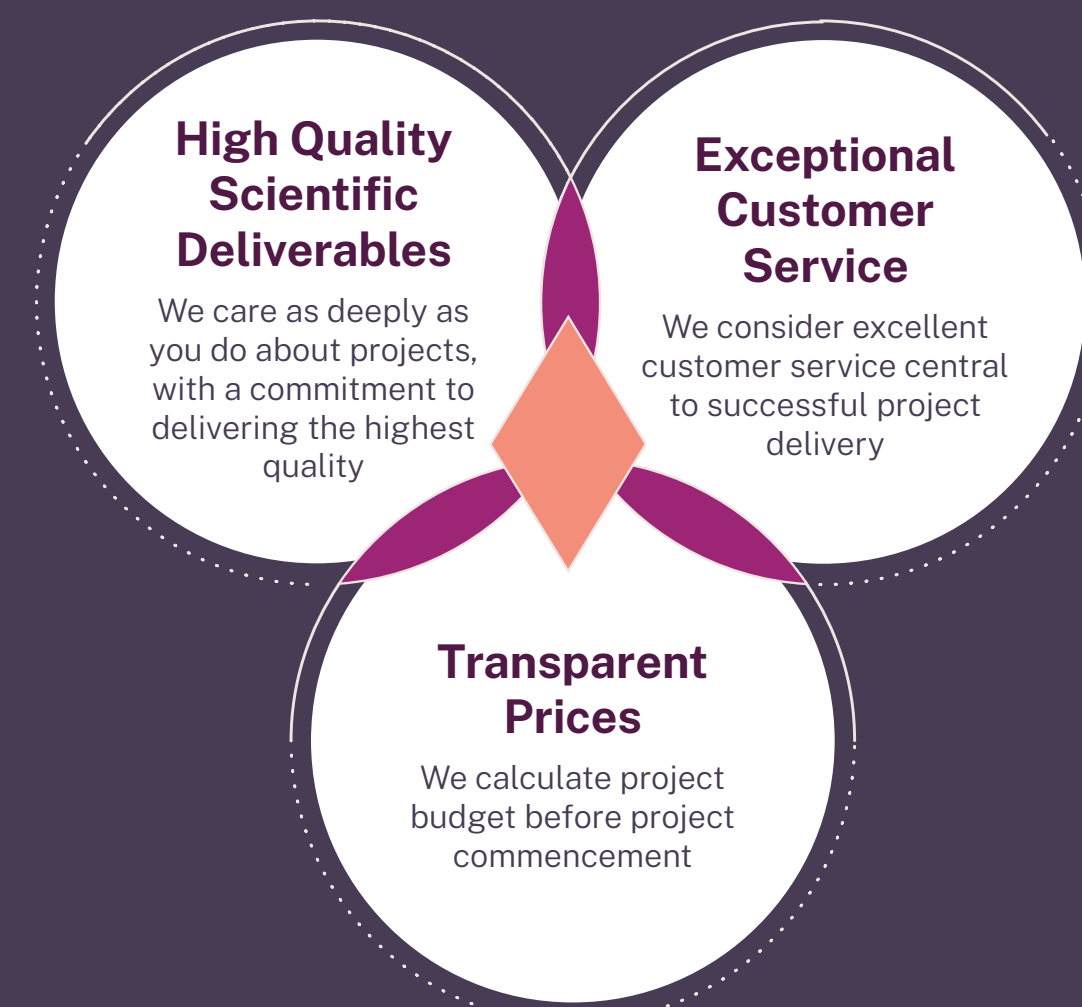 High Quality
Scientific
Deliverables
We care as deeply as
you do about projects,
with a commitment to
delivering the highest
quality
Exceptional
Customer
Service
We consider excellent
customer service central
to successful project
delivery
Transparent
Prices
We calculate project
budget before project
commencement